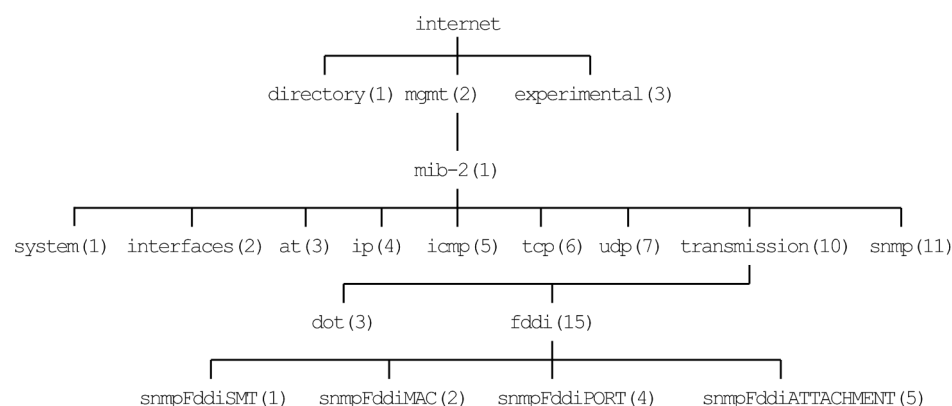 internet
directory(1) mgmt(2) experimental(3)
mib-2(1)
system(1) interfaces(2) at(3) ip(4) icmp(5) tcp(6) udp(7) transmission(10) snmp(11)
dot(3) fddi(15)
snmpFddiSMT(1) snmpFddiMAC(2) snmpFddiPORT(4) snmpFddiATTACHMENT(5)